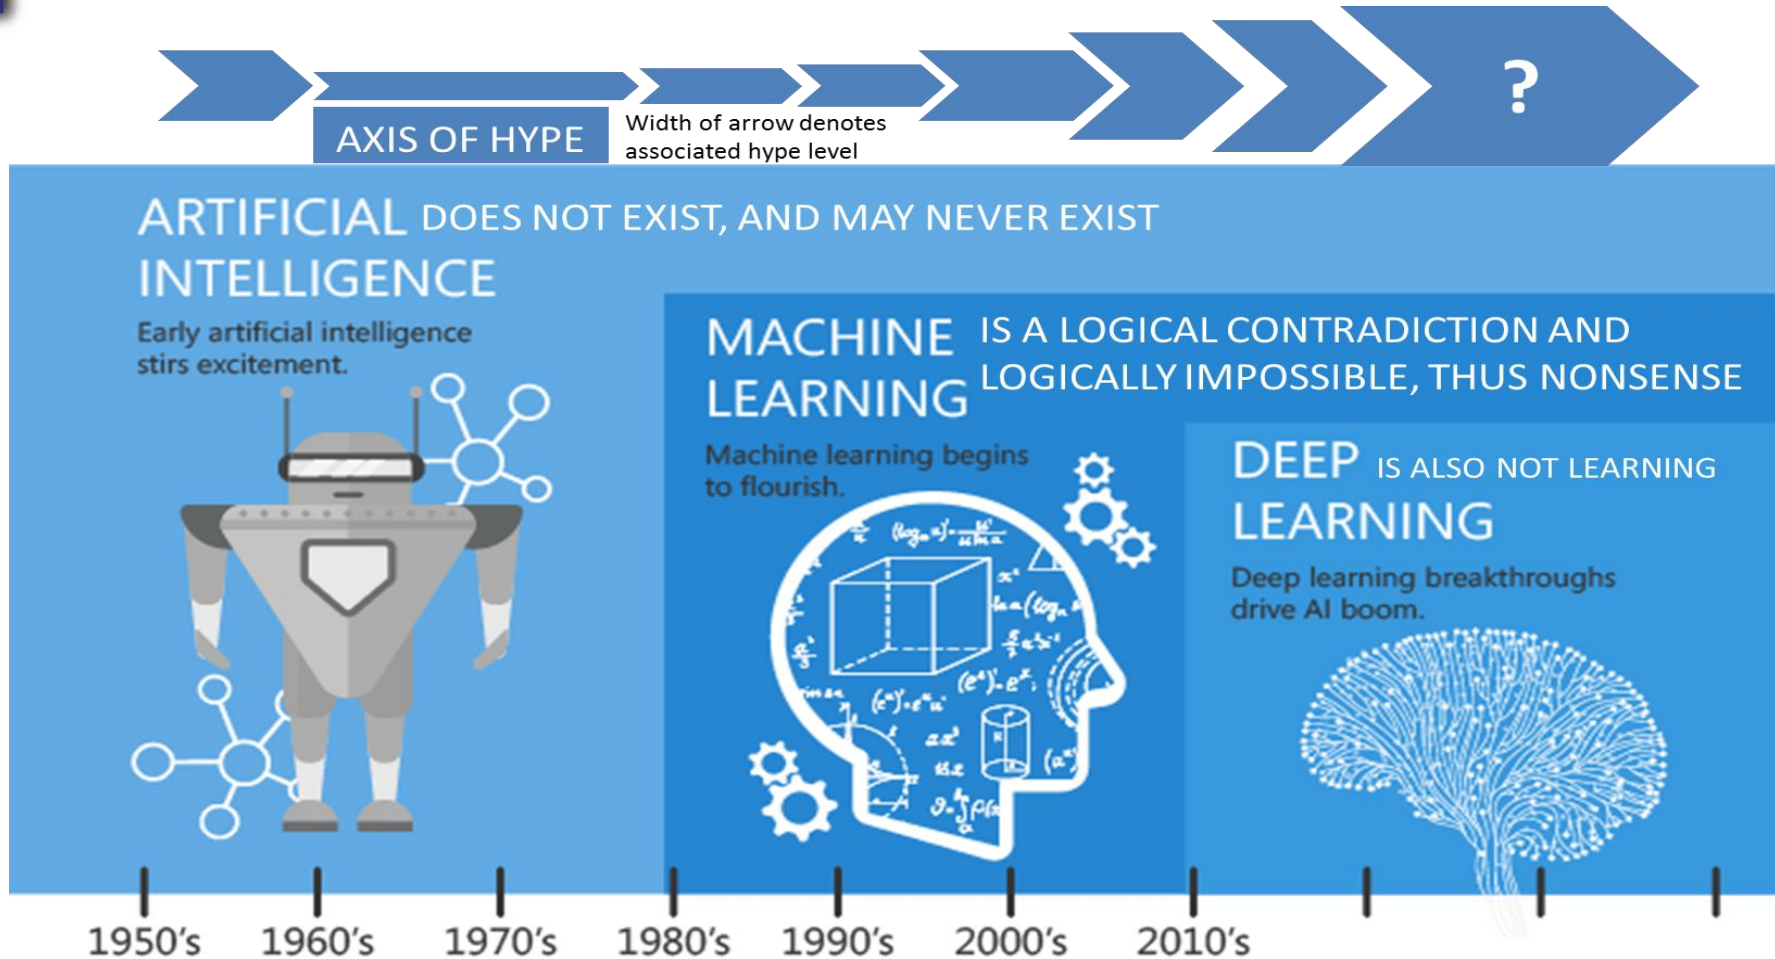 ?
AXIS OF HYPE
Width of arrow denotes
associated hype level
ARTIFICIAL DOES NOT EXIST, AND MAY NEVER EXIST
INTELLIGENCE
Early artificial intelligence
stirs excitement.
MACHINE IS A LOGICAL CONTRADICTION AND
LEARNING LOGICALLY IMPOSSIBLE, THUS NONSENSE
Machine learning begins
to flourish.
DEEP IS ALSO NOT LEARNING
LEARNING
Deep learning breakthroughs
drive AI boom.
1950's 1960's 1970's 1980's 1990's 2000's 2010's